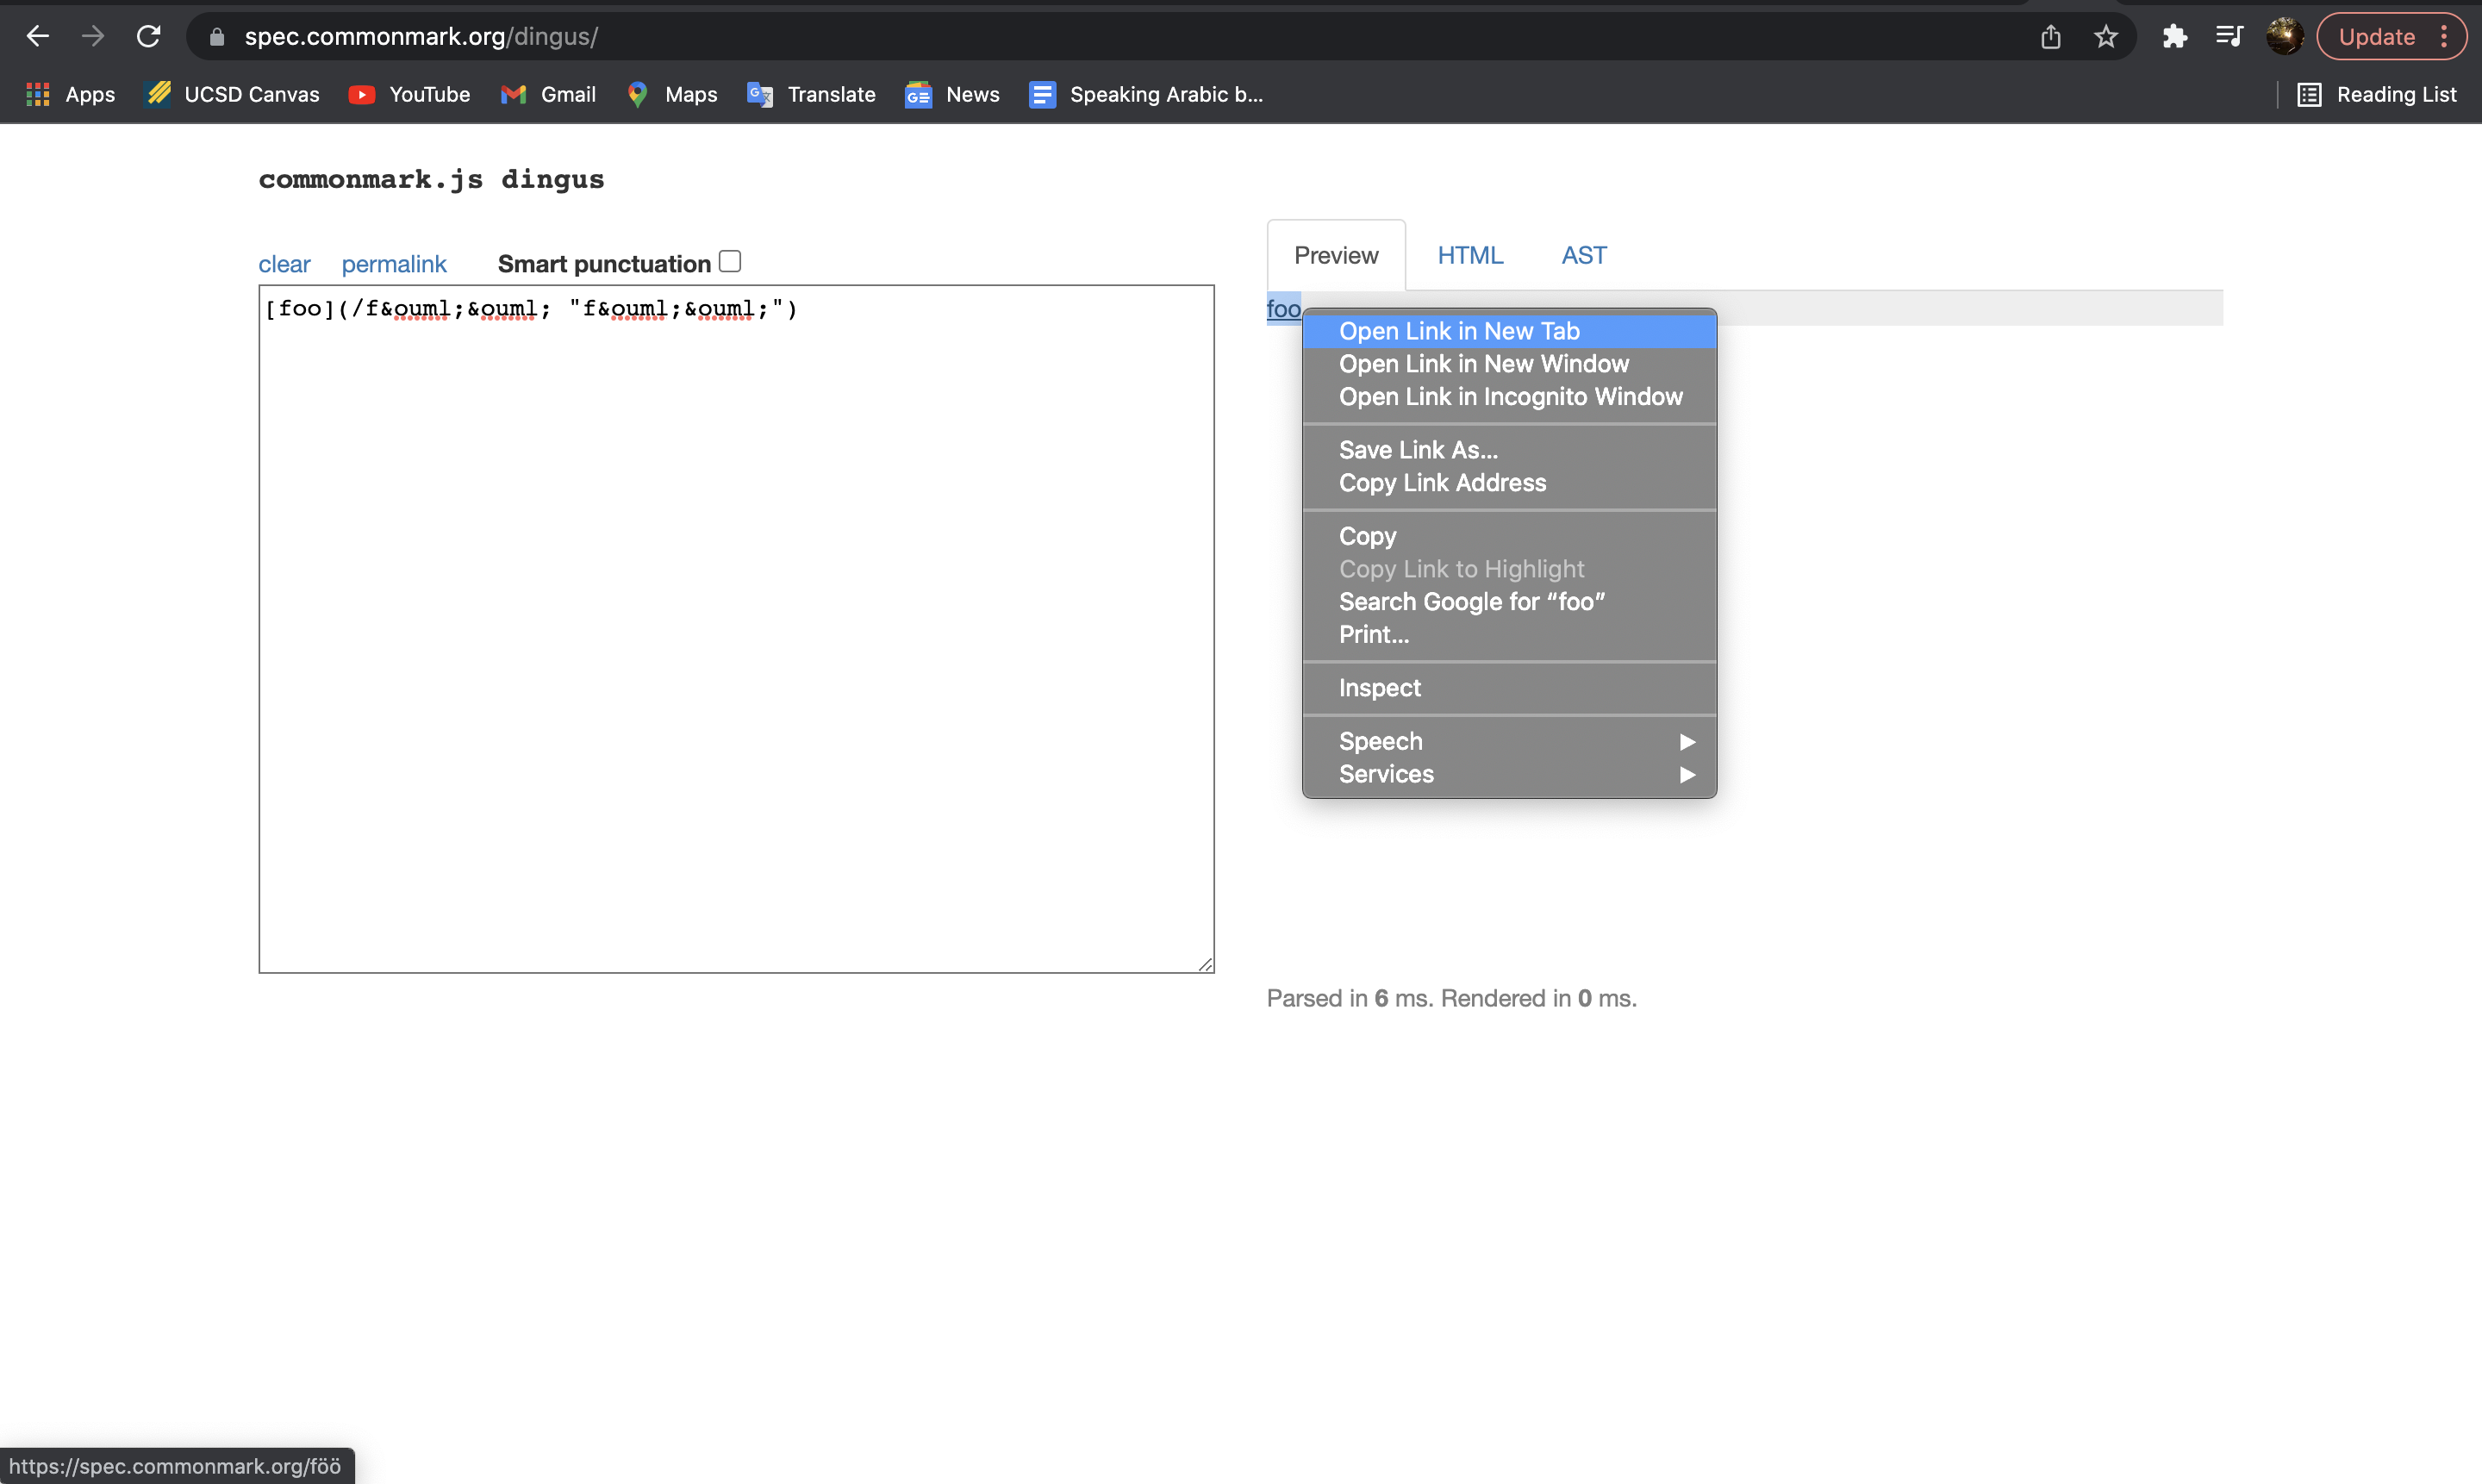 spec.commonmark.org/dingus/
Update
Apps UCSD Canvas YouTube Gmail Maps Translate News Speaking Arabic b... Reading List
commonmark.js dingus
clear permalink Smart punctuation
[foo](/f&ouml;&ouml; "f&ouml;&ouml;")
Preview HTML AST
foo
Open Link in New Tab
Open Link in New Window
Open Link in Incognito Window
Save Link As...
Copy Link Address
Copy
Copy Link to Highlight
Search Google for “foo”
Print...
Inspect
Speech
Services
Parsed in 6 ms. Rendered in 0 ms.
https://spec.commonmark.org/föö